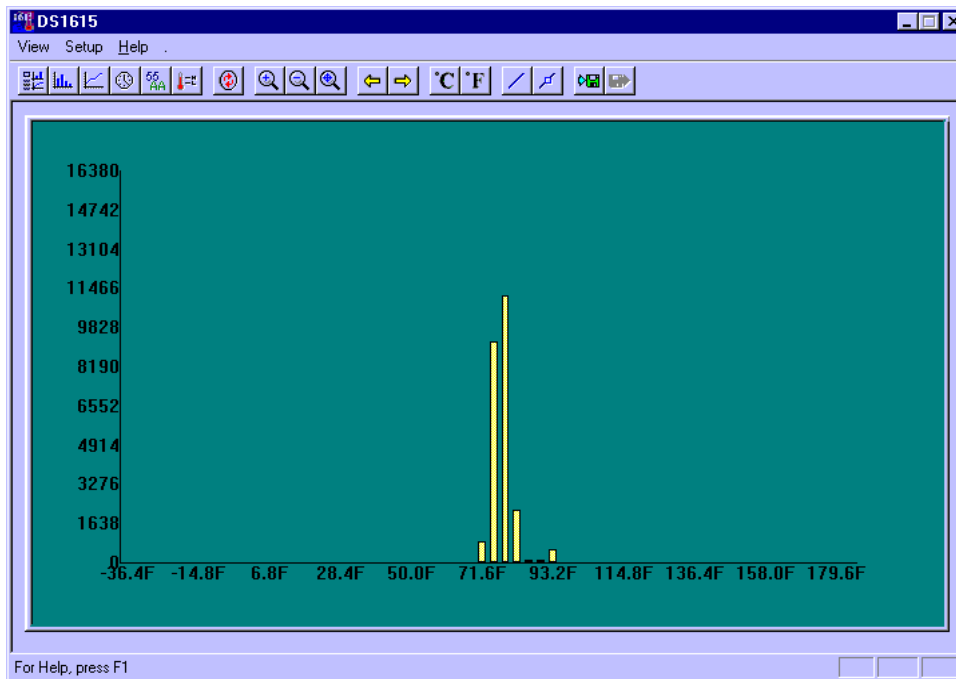 DS1615
View Setup Help .
55 AA
°C °F
16380
14742
13104
11466
9828
8190
6552
4914
3276
1638
0
-36.4F -14.8F 6.8F 28.4F 50.0F 71.6F 93.2F 114.8F 136.4F 158.0F 179.6F
For Help, press F1